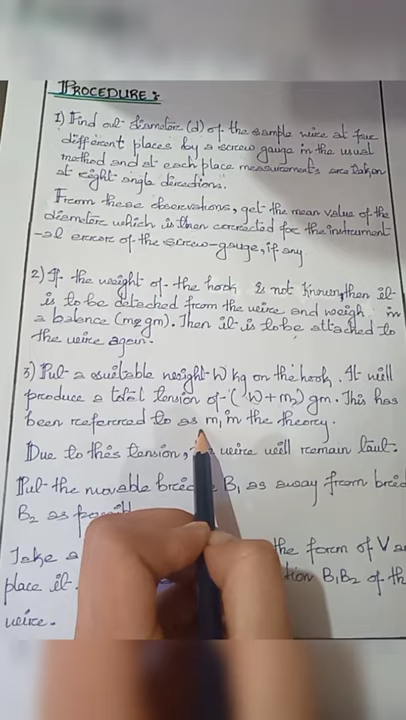 PROCEDURE:
1) Find out diametre (d) of the sample wire at four
different places by a screw gauge in the usual
method and at each place measurements are taken
at eight angle directions.
From these observations, get the mean value of the
diametre which is then corrected for the instrument
-al error of the screw-gauge, if any
2) If the weight of the hook is not known, then it
is to be detached from the wire and weigh in
a balance (m2 gm). Then it is to be attached to
the wire again.
3) Put a suitable weight W kg on the hook. It will
produce a total tension of (W + m2) gm. This has
been referred to as m1 in the theory.
Due to this tension, wire will remain taut.
Put the movable B1 as away from
B2 as
Take a the form of V
place it B1B2 of
wire.